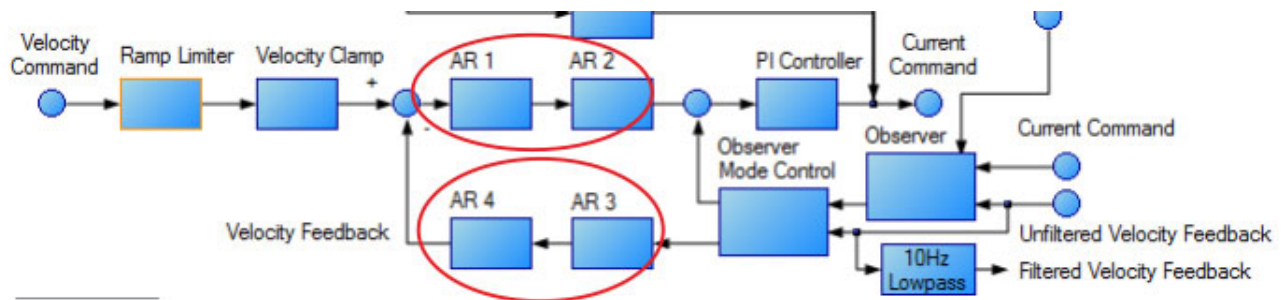 Velocity
Command
Ramp Limiter
Velocity Clamp
+
-
AR 1
AR 2
PI Controller
Current
Command
Observer
Mode Control
Observer
Current Command
AR 4
AR 3
Velocity Feedback
Unfiltered Velocity Feedback
10Hz
Lowpass
Filtered Velocity Feedback